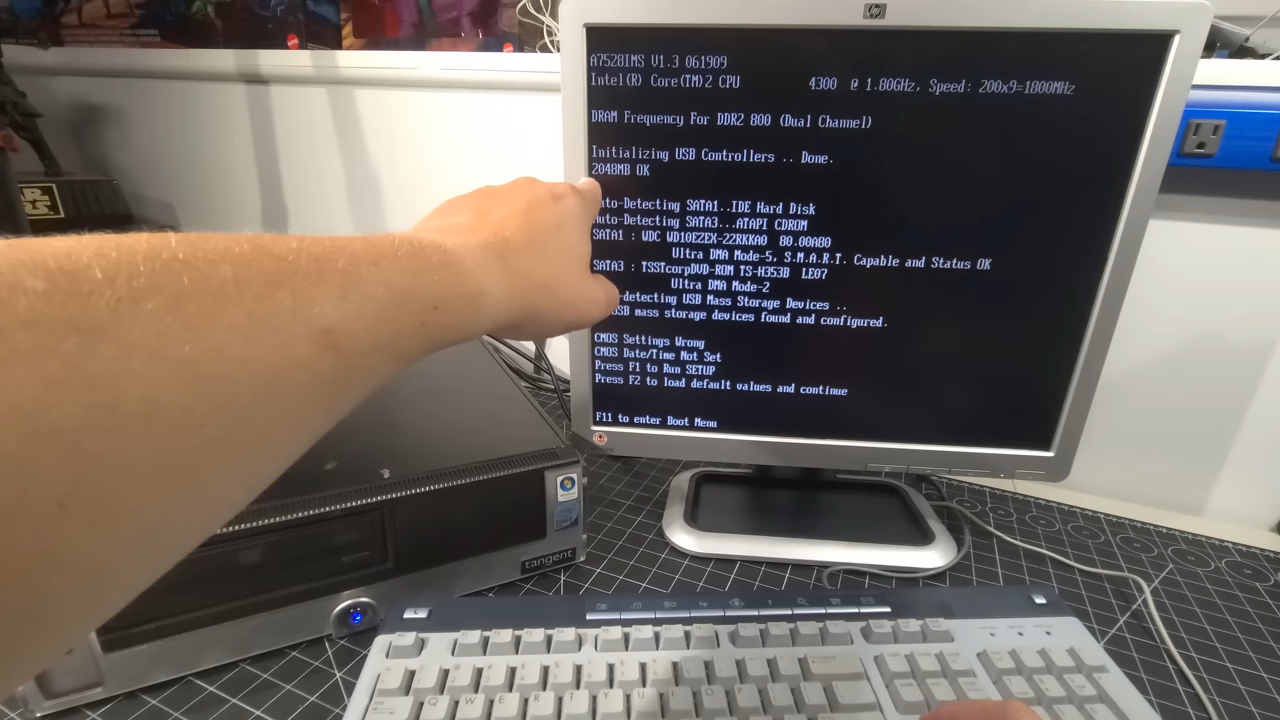 hp
A7528IMS V1.3 061909
Intel(R) Core(TM)2 CPU 4300 @ 1.80GHz, Speed: 200x9=1800MHz
DRAM Frequency For DDR2 800 (Dual Channel)
Initializing USB Controllers .. Done.
2048MB OK
uto-Detecting SATA1..IDE Hard Disk
Auto-Detecting SATA3...ATAPI CDROM
SATA1 : WDC WD10EZEX-22RKKA0 80.00A80
Ultra DMA Mode-5, S.M.A.R.T. Capable and Status OK
SATA3 : TSSTcorpDVD-ROM TS-H353B LE07
Ultra DMA Mode-2
-detecting USB Mass Storage Devices ..
USB mass storage devices found and configured.
CMOS Settings Wrong
CMOS Date/Time Not Set
Press F1 to Run SETUP
Press F2 to load default values and continue
F11 to enter Boot Menu
tangent
Q W E R T Y U I O P